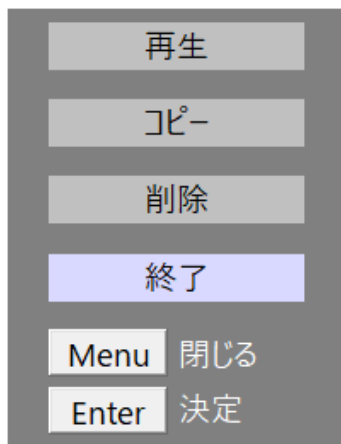 再生
コピー
削除
終了
Menu 閉じる
Enter 決定